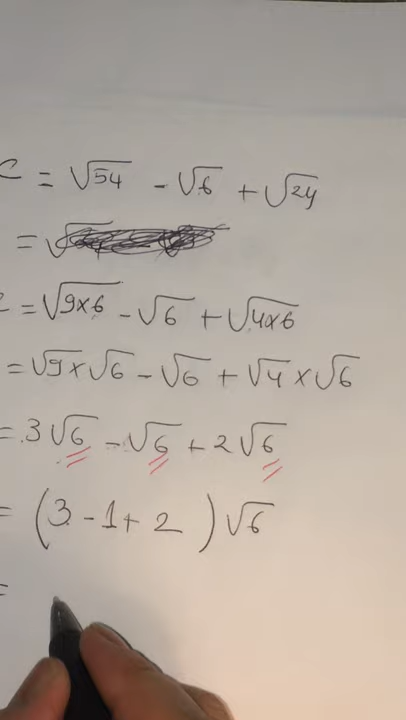 C = √54 - √6 + √24
= √
C = √9×6 - √6 + √4×6
= √9 × √6 - √6 + √4 × √6
= 3√6 - √6 + 2√6
= (3 - 1 + 2)√6
=